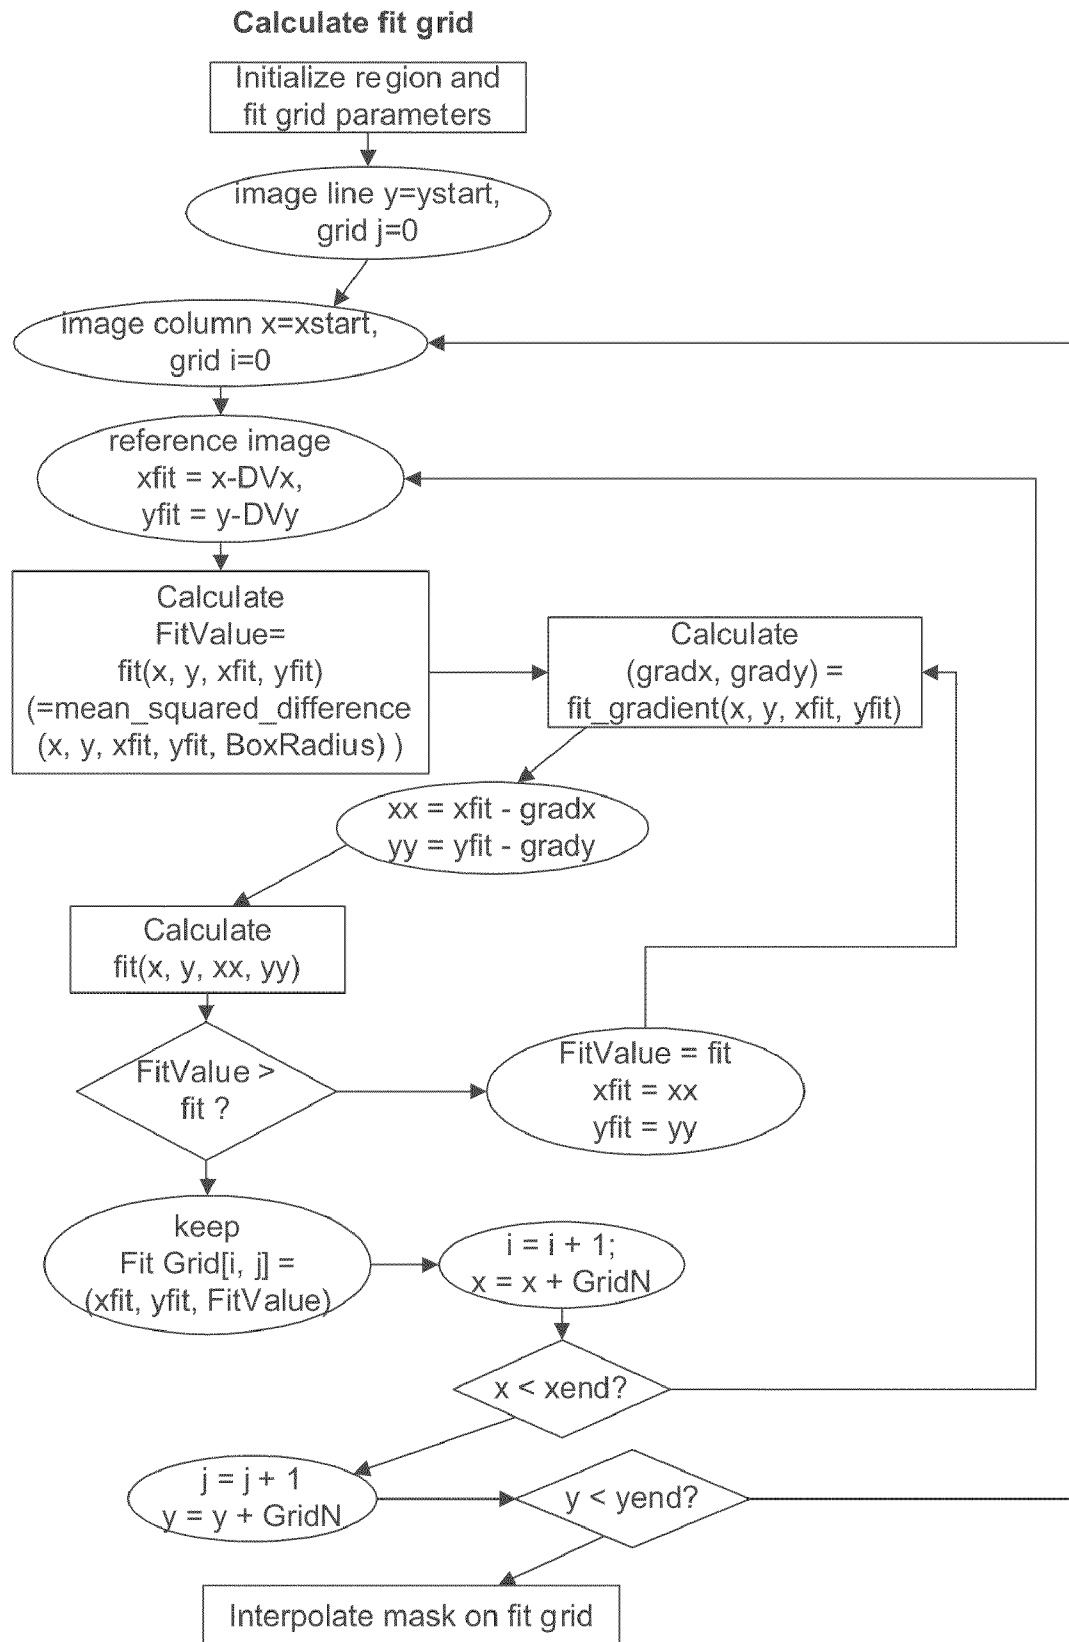 Calculate fit grid
Initialize region and
fit grid parameters
image line y=ystart,
grid j=0
image column x=xstart,
grid i=0
reference image
xfit = x-DVx,
yfit = y-DVy
Calculate
FitValue=
fit(x, y, xfit, yfit)
(=mean_squared_difference
(x, y, xfit, yfit, BoxRadius) )
Calculate
(gradx, grady) =
fit_gradient(x, y, xfit, yfit)
xx = xfit - gradx
yy = yfit - grady
Calculate
fit(x, y, xx, yy)
FitValue >
fit ?
FitValue = fit
xfit = xx
yfit = yy
keep
Fit Grid[i, j] =
(xfit, yfit, FitValue)
i = i + 1;
x = x + GridN
x < xend?
j = j + 1
y = y + GridN
y < yend?
Interpolate mask on fit grid